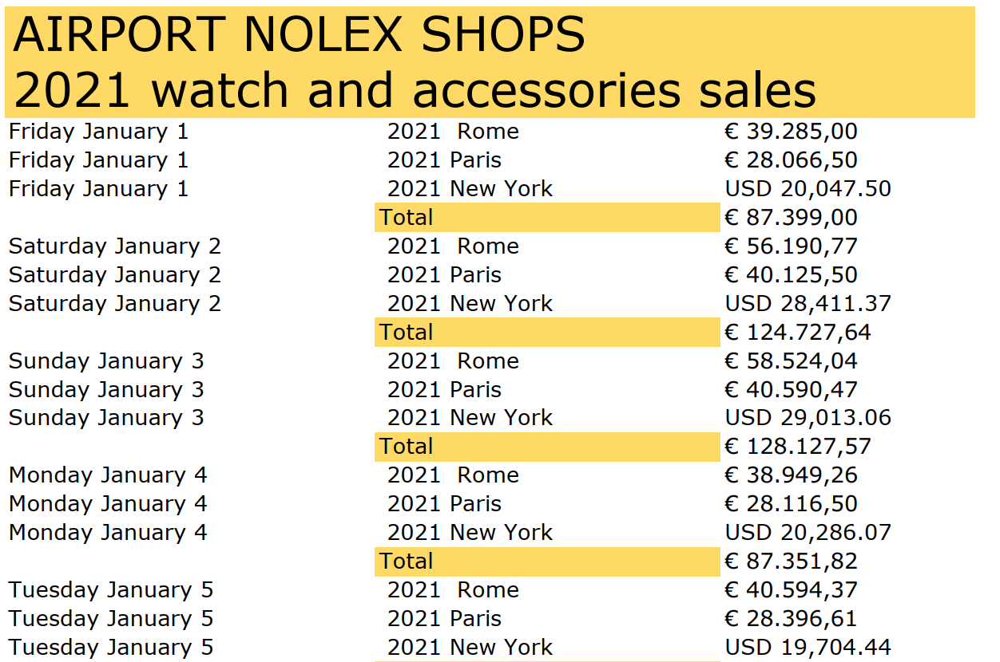 AIRPORT NOLEX SHOPS
2021 watch and accessories sales
Friday January 1 2021 Rome € 39.285,00
Friday January 1 2021 Paris € 28.066,50
Friday January 1 2021 New York USD 20,047.50
Total € 87.399,00
Saturday January 2 2021 Rome € 56.190,77
Saturday January 2 2021 Paris € 40.125,50
Saturday January 2 2021 New York USD 28,411.37
Total € 124.727,64
Sunday January 3 2021 Rome € 58.524,04
Sunday January 3 2021 Paris € 40.590,47
Sunday January 3 2021 New York USD 29,013.06
Total € 128.127,57
Monday January 4 2021 Rome € 38.949,26
Monday January 4 2021 Paris € 28.116,50
Monday January 4 2021 New York USD 20,286.07
Total € 87.351,82
Tuesday January 5 2021 Rome € 40.594,37
Tuesday January 5 2021 Paris € 28.396,61
Tuesday January 5 2021 New York USD 19,704.44